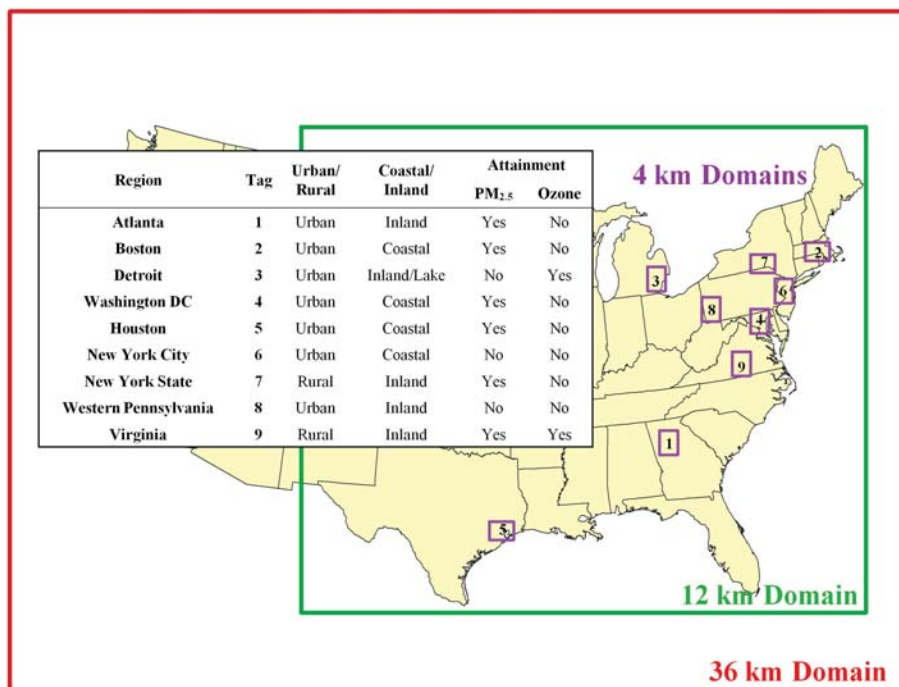 Region Tag Urban/ Rural Coastal/ Inland Attainment
PM2.5 Ozone
Atlanta 1 Urban Inland Yes No
Boston 2 Urban Coastal Yes No
Detroit 3 Urban Inland/Lake No Yes
Washington DC 4 Urban Coastal Yes No
Houston 5 Urban Coastal Yes No
New York City 6 Urban Coastal No No
New York State 7 Rural Inland Yes No
Western Pennsylvania 8 Urban Inland No No
Virginia 9 Rural Inland Yes Yes
4 km Domains
2
7
3
6
8
4
9
1
5
12 km Domain
36 km Domain